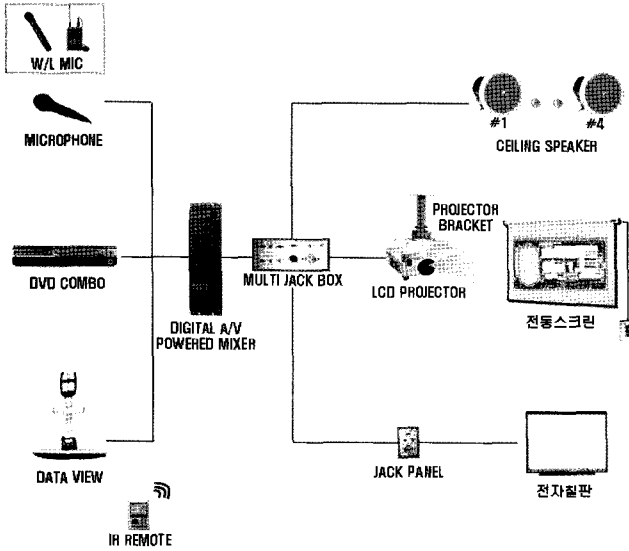 W/L MIC
MICROPHONE
#1
#4
CEILING SPEAKER
PROJECTOR
BRACKET
DVD COMBO
MULTI JACK BOX
LCD PROJECTOR
전동스크린
DIGITAL A/V
POWERED MIXER
DATA VIEW
JACK PANEL
전자칠판
IR REMOTE